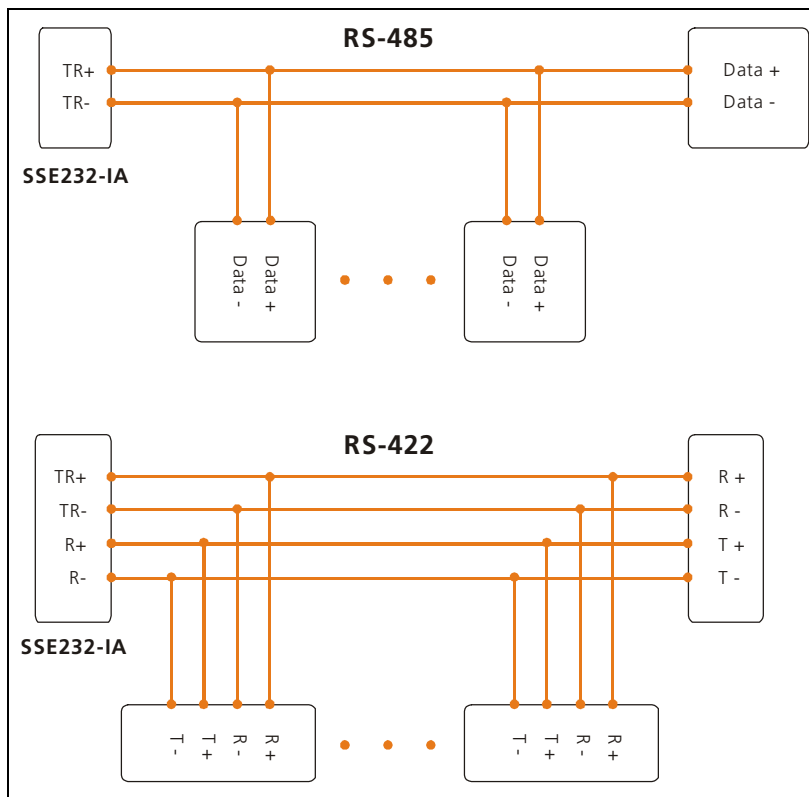 RS-485
TR+
TR-
Data +
Data -
SSE232-IA
Data -
Data +
Data -
Data +
RS-422
TR+
TR-
R+
R-
R +
R -
T +
T -
SSE232-IA
T -
T +
R -
R +
T -
T +
R -
R +